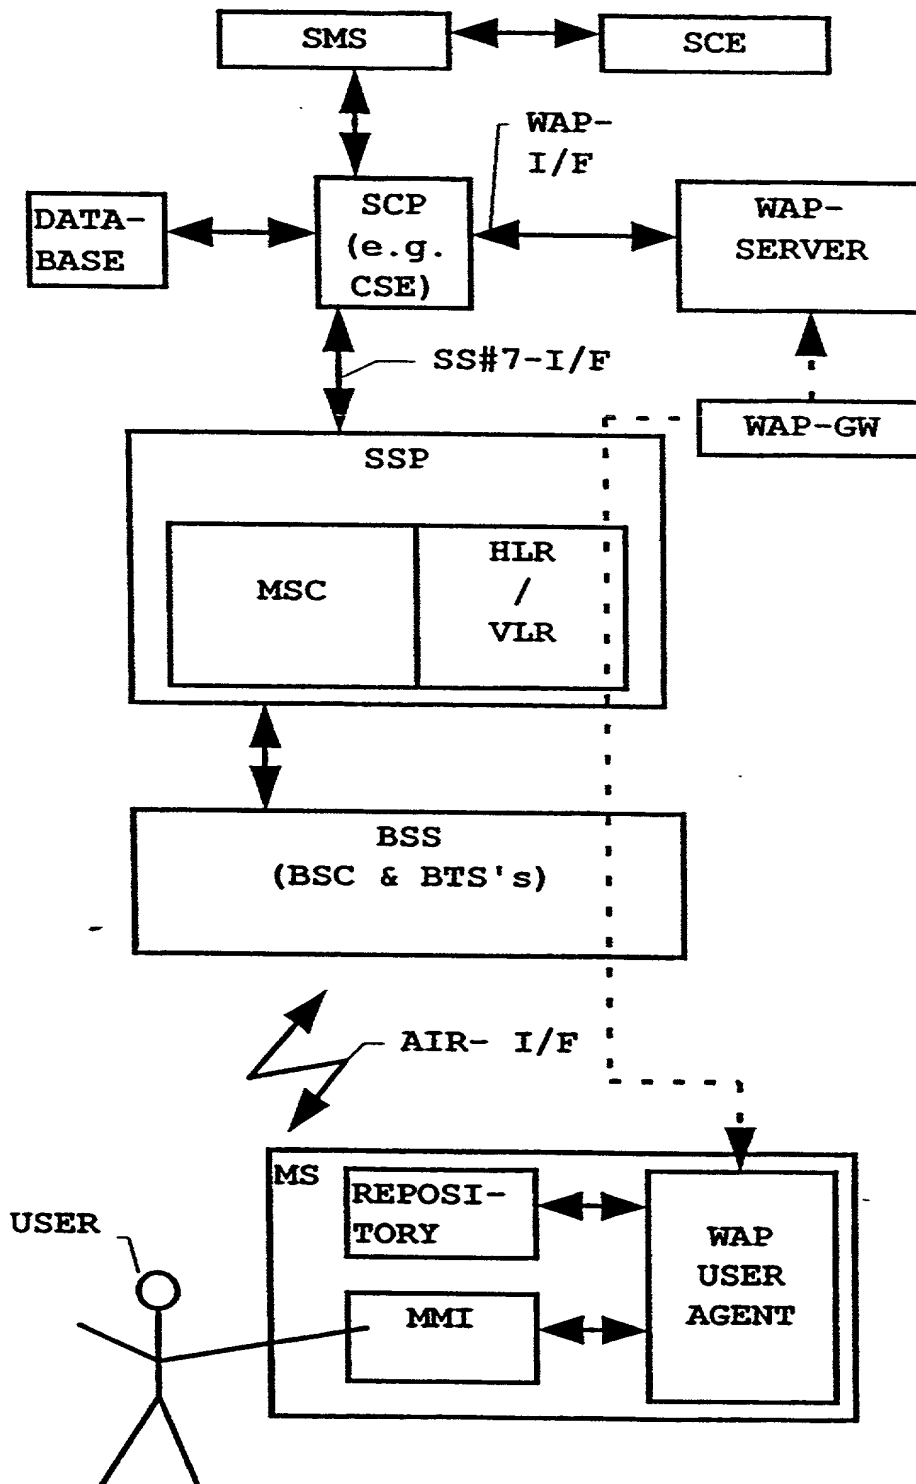 SMS
SCE
WAP-
I/F
DATA-
BASE
SCP
(e.g.
CSE)
WAP-
SERVER
SS#7-I/F
WAP-GW
SSP
MSC
HLR
/
VLR
BSS
(BSC & BTS's)
AIR- I/F
MS
REPOSI-
TORY
WAP
USER
AGENT
USER
MMI